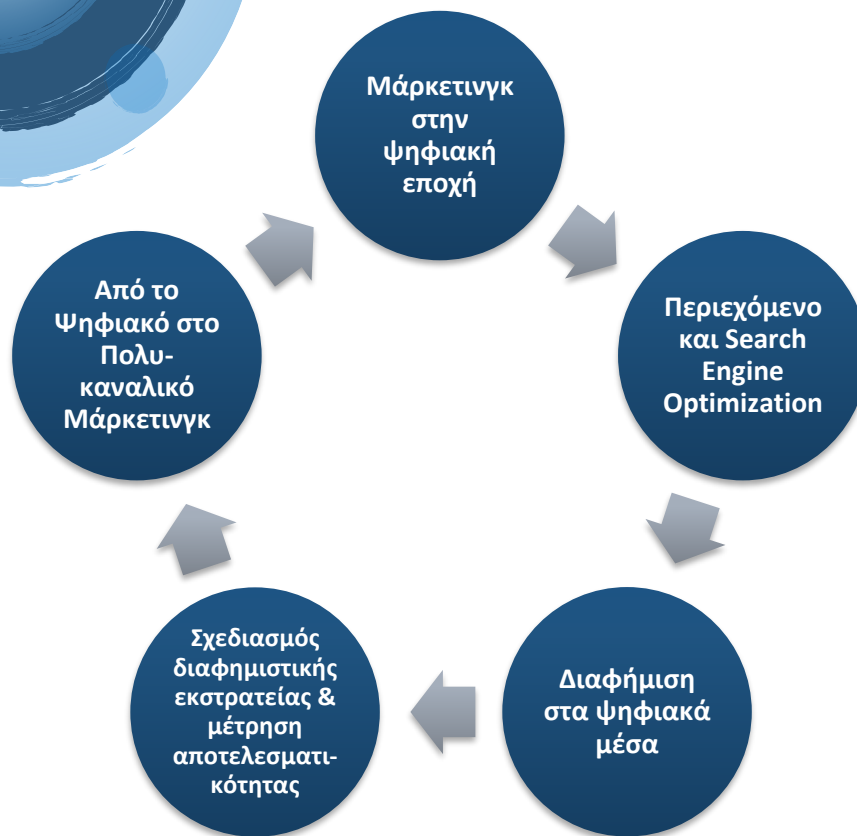 Μάρκετινγκ
στην
ψηφιακή
εποχή
Περιεχόμενο
και Search
Engine
Optimization
Διαφήμιση
στα ψηφιακά
μέσα
Σχεδιασμός
διαφημιστικής
εκστρατείας &
μέτρηση
αποτελεσματι-
κότητας
Από το
Ψηφιακό στο
Πολυ-
καναλικό
Μάρκετινγκ